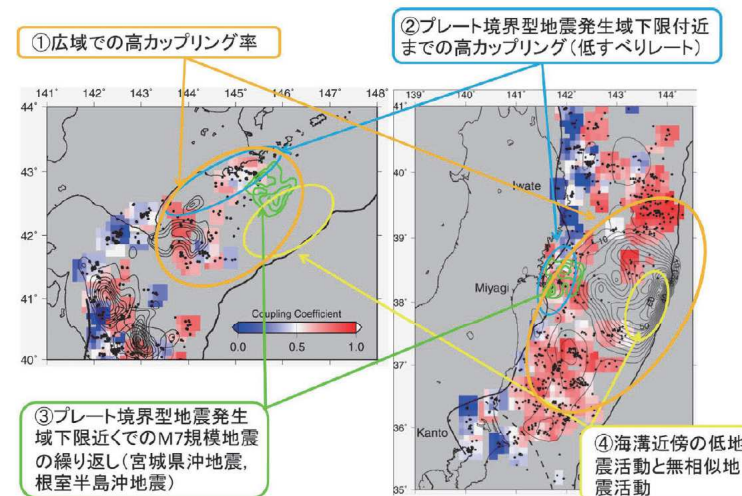 ①広域での高カップリング率
②プレート境界型地震発生域下限付近
までの高カップリング(低すべりレート)
141° 142° 143° 144° 145° 146° 147° 148°
44°
43°
42°
41°
40°
Coupling Coefficient
0.0 0.5 1.0
139° 140° 141° 142° 143° 144°
41°
40°
39°
38°
37°
36°
35°
Iwate
Miyagi
Kanto
③プレート境界型地震発生
域下限近くでのM7規模地震
の繰り返し(宮城県沖地震,
根室半島沖地震)
④海溝近傍の低地
震活動と無相似地
震活動